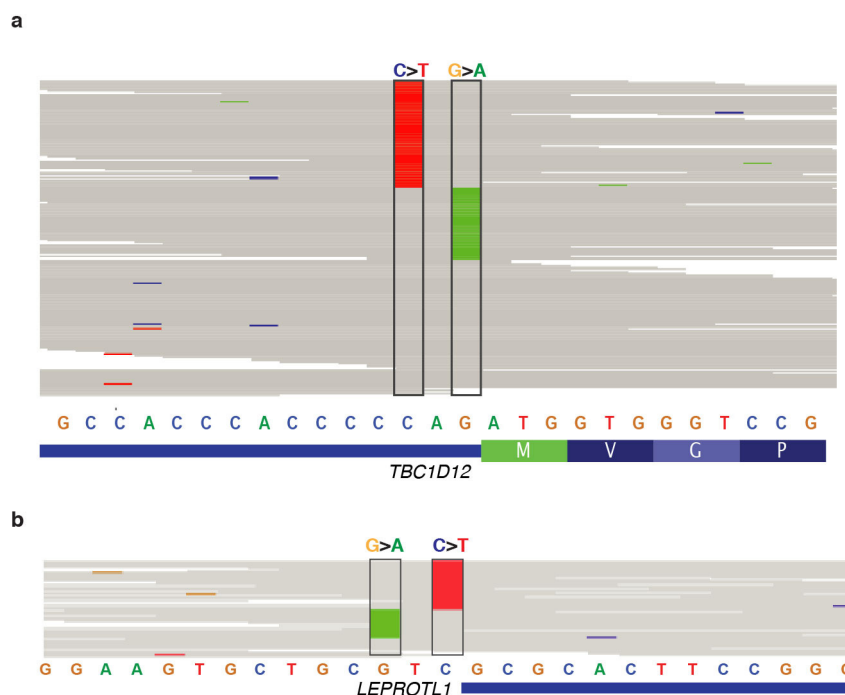 a
C>T G>A
G C C A C C C A C C C C C A G A T G G T G G G T C C G
M V G P
TBC1D12
b
G>A C>T
G G A A G T G C T G C G T C G C G C A C T T C C G G
LEPROTL1